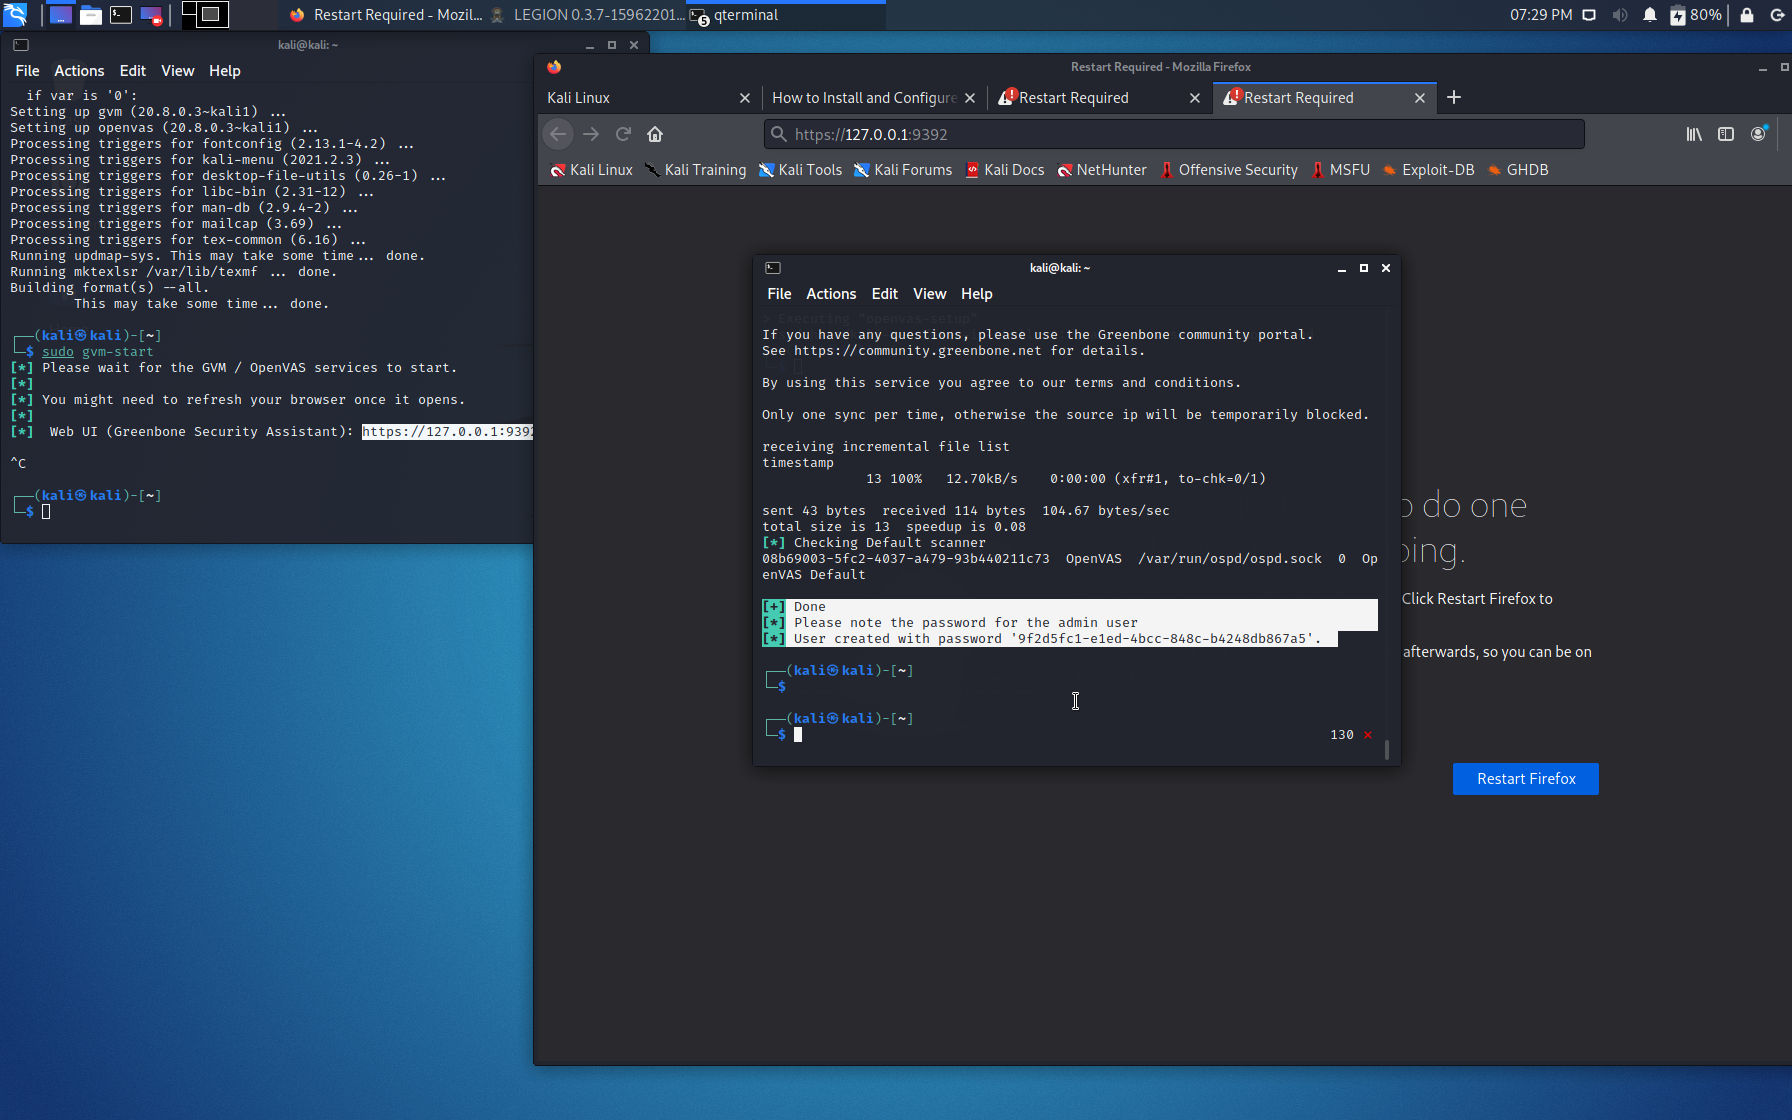 Restart Required - Mozil...
LEGION 0.3.7-15962201...
5
qterminal
07:29 PM
80%
kali@kali: ~
File Actions Edit View Help
if var is '0':
Setting up gvm (20.8.0.3~kali1) ...
Setting up openvas (20.8.0.3~kali1) ...
Processing triggers for fontconfig (2.13.1-4.2) ...
Processing triggers for kali-menu (2021.2.3) ...
Processing triggers for desktop-file-utils (0.26-1) ...
Processing triggers for libc-bin (2.31-12) ...
Processing triggers for man-db (2.9.4-2) ...
Processing triggers for mailcap (3.69) ...
Processing triggers for tex-common (6.16) ...
Running updmap-sys. This may take some time... done.
Running mktexlsr /var/lib/texmf ... done.
Building format(s) --all.
This may take some time... done.
┌──(kali㉿kali)-[~]
└─$ sudo gvm-start
[*] Please wait for the GVM / OpenVAS services to start.
[*]
[*] You might need to refresh your browser once it opens.
[*]
[*]  Web UI (Greenbone Security Assistant): https://127.0.0.1:9392
^C
┌──(kali㉿kali)-[~]
└─$
Restart Required - Mozilla Firefox
Kali Linux
How to Install and Configure
Restart Required
Restart Required
https://127.0.0.1:9392
Kali Linux
Kali Training
Kali Tools
Kali Forums
Kali Docs
NetHunter
Offensive Security
MSFU
Exploit-DB
GHDB
kali@kali: ~
File Actions Edit View Help
> Executing "openvas-setup"
If you have any questions, please use the Greenbone community portal.
See https://community.greenbone.net for details.
By using this service you agree to our terms and conditions.
Only one sync per time, otherwise the source ip will be temporarily blocked.
receiving incremental file list
timestamp
13 100%   12.70kB/s    0:00:00 (xfr#1, to-chk=0/1)
sent 43 bytes  received 114 bytes  104.67 bytes/sec
total size is 13  speedup is 0.08
[*] Checking Default scanner
08b69003-5fc2-4037-a479-93b440211c73  OpenVAS  /var/run/ospd/ospd.sock  0  Op
enVAS Default
[+] Done
[*] Please note the password for the admin user
[*] User created with password '9f2d5fc1-e1ed-4bcc-848c-b4248db867a5'.
┌──(kali㉿kali)-[~]
└─$
┌──(kali㉿kali)-[~]
└─$
130 ⨯
o do one
ping.
Click Restart Firefox to
afterwards, so you can be on
Restart Firefox